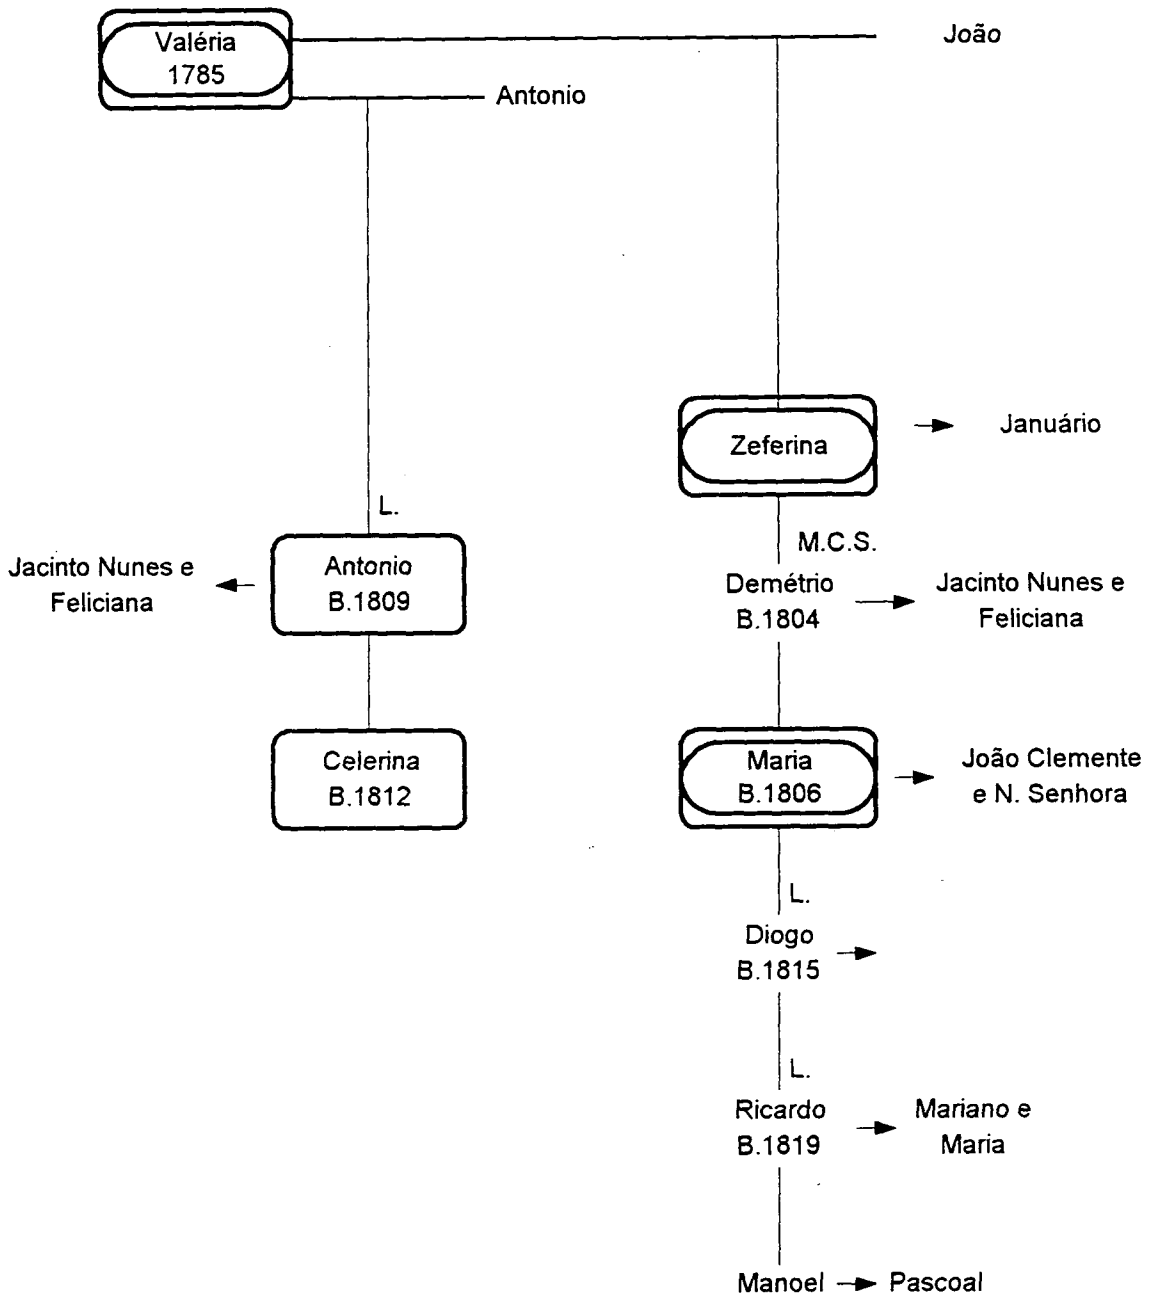 Valéria
1785
João
Antonio
Zeferina
Januário
L.
Antonio
B.1809
Jacinto Nunes e
Feliciana
M.C.S.
Demétrio
B.1804
Jacinto Nunes e
Feliciana
Celerina
B.1812
Maria
B.1806
João Clemente
e N. Senhora
L.
Diogo
B.1815
L.
Ricardo
B.1819
Mariano e
Maria
Manoel
Pascoal